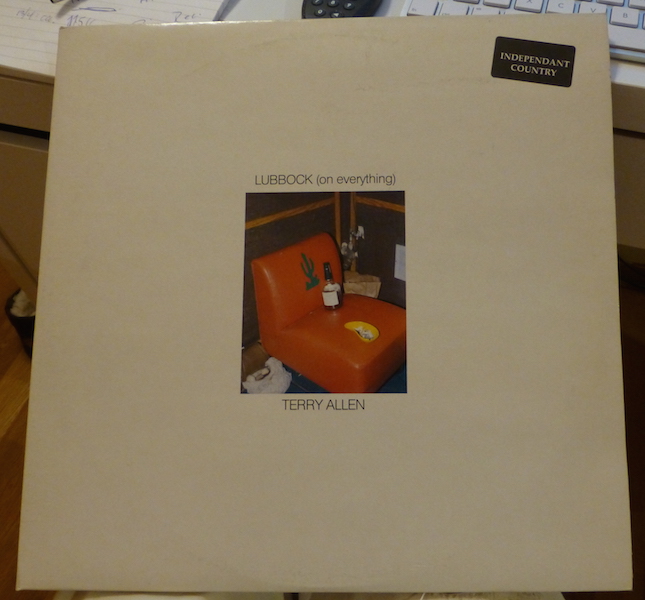 INDEPENDANT
COUNTRY
LUBBOCK (on everything)
TERRY ALLEN